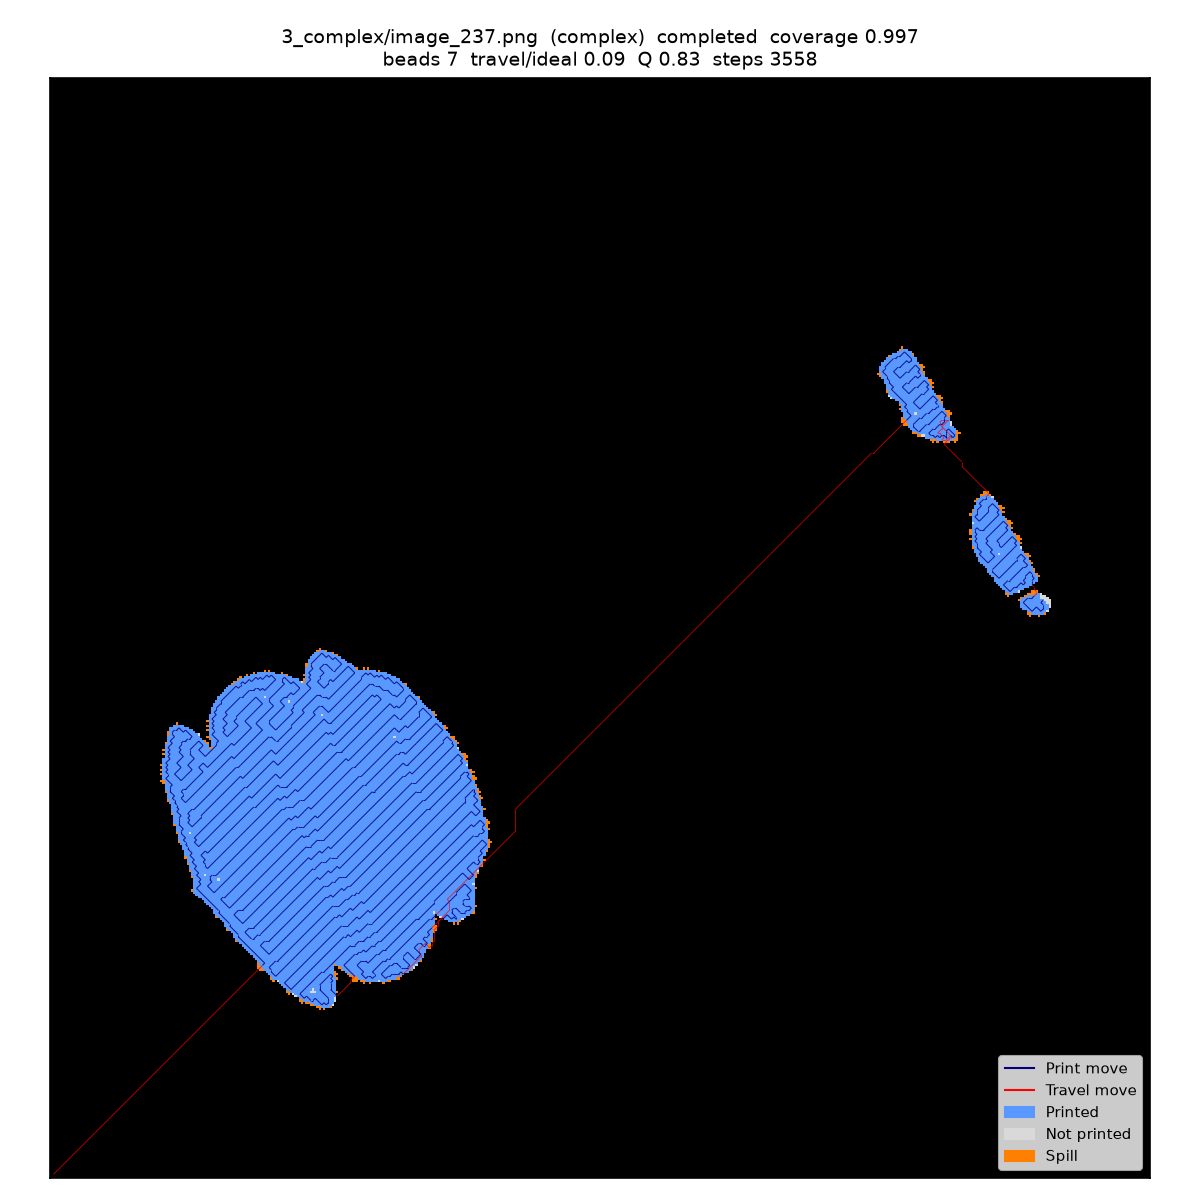 3_complex/image_237.png  (complex)  completed  coverage 0.997
beads 7  travel/ideal 0.09  Q 0.83  steps 3558
Print move
Travel move
Printed
Not printed
Spill